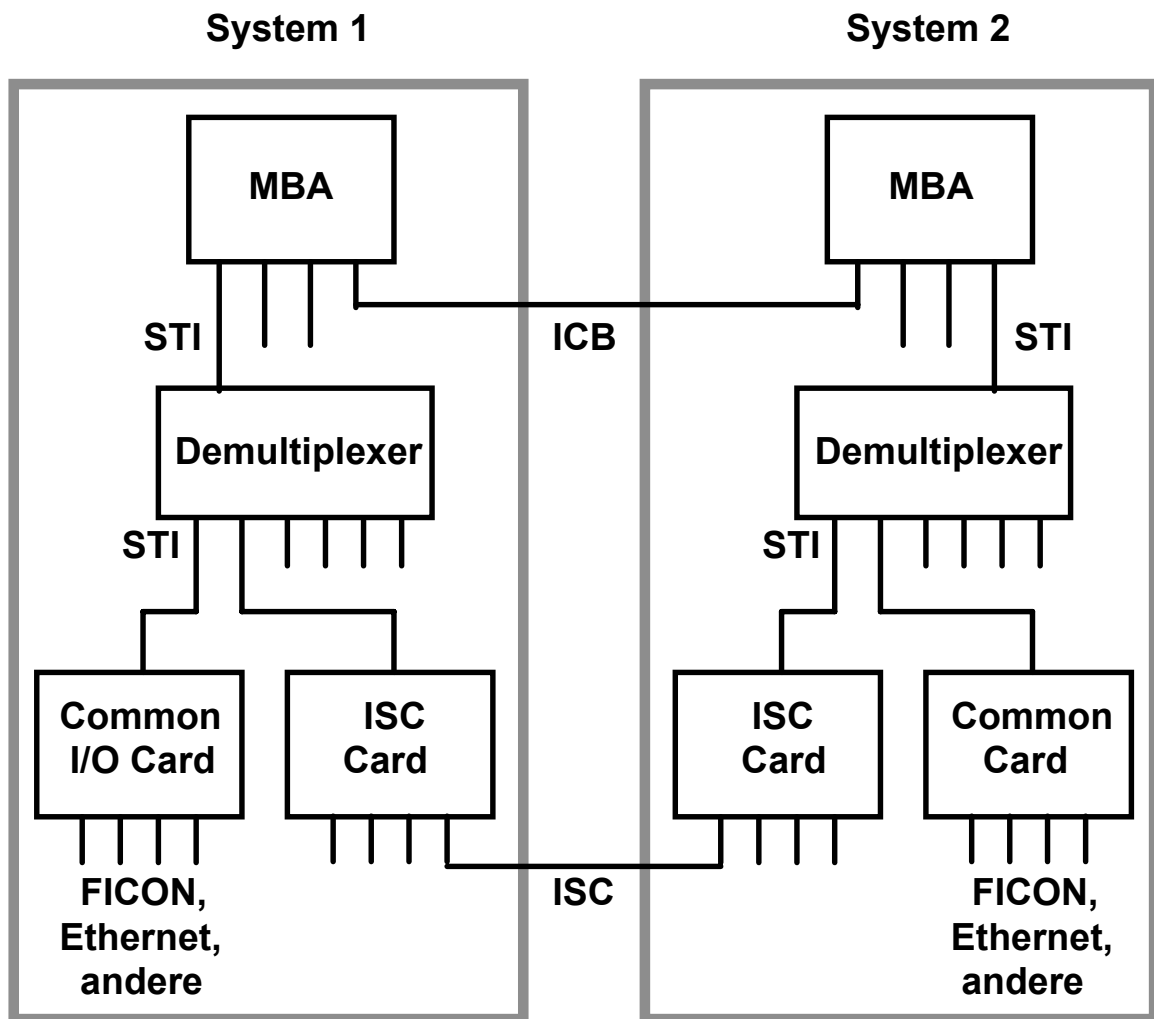 System 1
System 2
MBA
MBA
STI
ICB
STI
Demultiplexer
Demultiplexer
STI
STI
Common
I/O Card
ISC
Card
ISC
Card
Common
Card
FICON,
Ethernet,
andere
ISC
FICON,
Ethernet,
andere